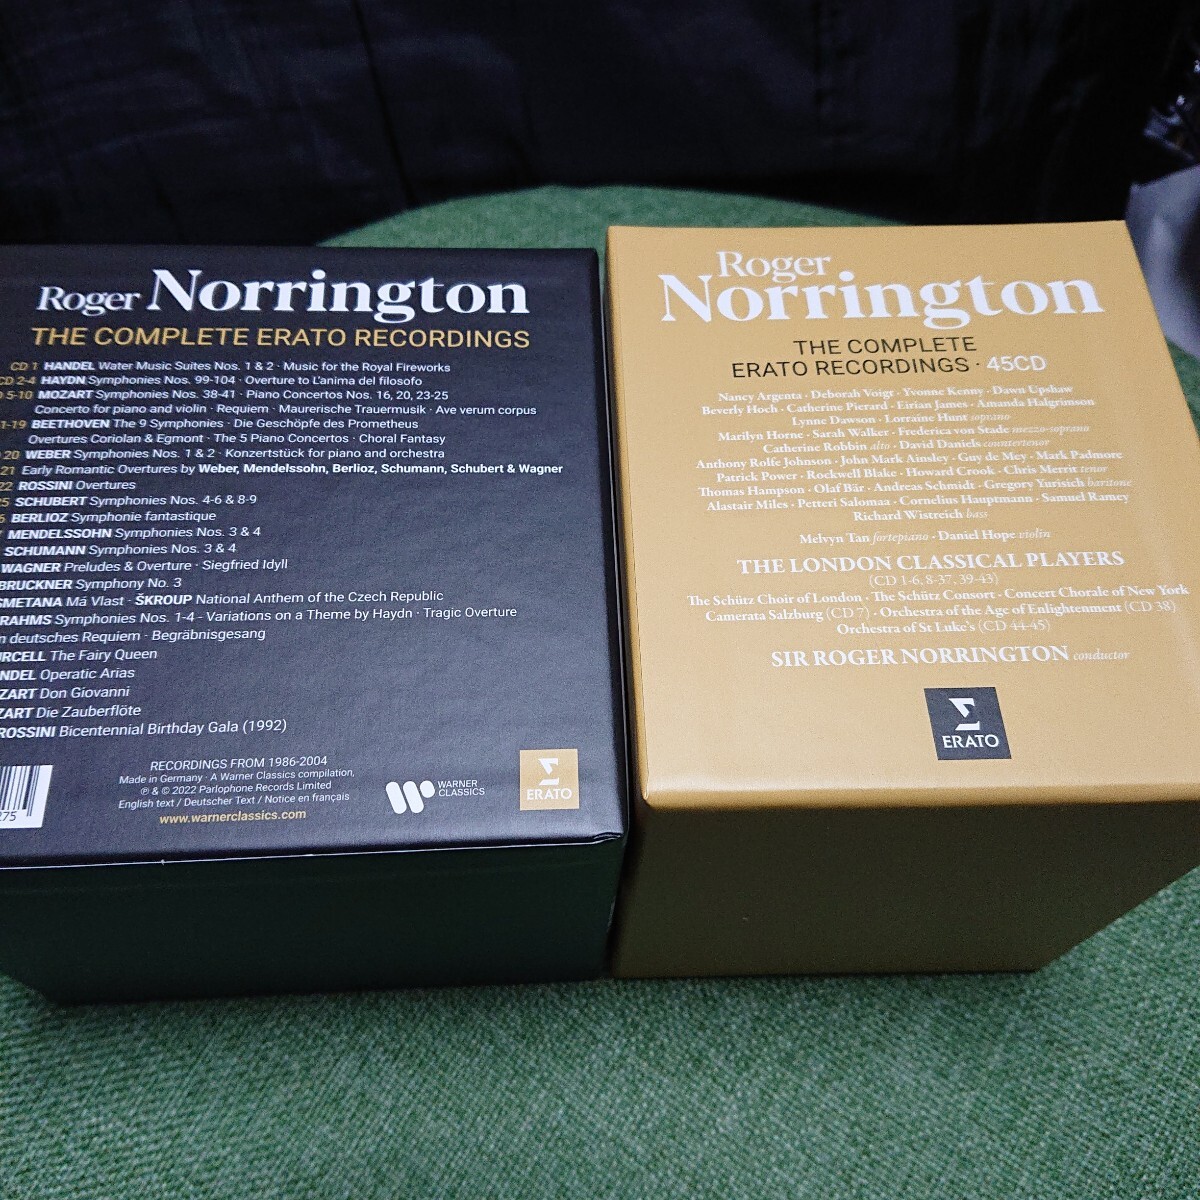 Roger Norrington
THE COMPLETE ERATO RECORDINGS
CD 1 HANDEL Water Music Suites Nos. 1 & 2 · Music for the Royal Fireworks
CD 2-4 HAYDN Symphonies Nos. 99-104 · Overture to L'anima del filosofo
5-10 MOZART Symphonies Nos. 38-41 · Piano Concertos Nos. 16, 20, 23-25
Concerto for piano and violin · Requiem · Maurerische Trauermusik · Ave verum corpus
1-19 BEETHOVEN The 9 Symphonies · Die Geschöpfe des Prometheus
Overtures Coriolan & Egmont · The 5 Piano Concertos · Choral Fantasy
20 WEBER Symphonies Nos. 1 & 2 · Konzertstück for piano and orchestra
21 Early Romantic Overtures by Weber, Mendelssohn, Berlioz, Schumann, Schubert & Wagner
22 ROSSINI Overtures
5 SCHUBERT Symphonies Nos. 4-6 & 8-9
6 BERLIOZ Symphonie fantastique
MENDELSSOHN Symphonies Nos. 3 & 4
SCHUMANN Symphonies Nos. 3 & 4
WAGNER Preludes & Overture · Siegfried Idyll
BRUCKNER Symphony No. 3
SMETANA Má Vlast · ŠKROUP National Anthem of the Czech Republic
RAHMS Symphonies Nos. 1-4 - Variations on a Theme by Haydn · Tragic Overture
n deutsches Requiem · Begräbnisgesang
RCELL The Fairy Queen
NDEL Operatic Arias
ZART Don Giovanni
ZART Die Zauberflöte
ROSSINI Bicentennial Birthday Gala (1992)
RECORDINGS FROM 1986-2004
Made in Germany · A Warner Classics compilation,
℗ & © 2022 Parlophone Records Limited
English text / Deutscher Text / Notice en français
www.warnerclassics.com
275
WARNER
CLASSICS
ERATO
Roger
Norrington
THE COMPLETE
ERATO RECORDINGS · 45CD
Nancy Argenta · Deborah Voigt · Yvonne Kenny · Dawn Upshaw
Beverly Hoch · Catherine Pierard · Eirian James · Amanda Halgrimson
Lynne Dawson · Lorraine Hunt soprano
Marilyn Horne · Sarah Walker · Frederica von Stade mezzo-soprano
Catherine Robbin alto · David Daniels countertenor
Anthony Rolfe Johnson · John Mark Ainsley · Guy de Mey · Mark Padmore
Patrick Power · Rockwell Blake · Howard Crook · Chris Merritt tenor
Thomas Hampson · Olaf Bär · Andreas Schmidt · Gregory Yurisich baritone
Alastair Miles · Petteri Salomaa · Cornelius Hauptmann · Samuel Ramey
Richard Wistreich bass
Melvyn Tan fortepiano · Daniel Hope violin
THE LONDON CLASSICAL PLAYERS
(CD 1-6, 8-37, 39-43)
The Schütz Choir of London · The Schütz Consort · Concert Chorale of New York
Camerata Salzburg (CD 7) · Orchestra of the Age of Enlightenment (CD 38)
Orchestra of St Luke's (CD 44-45)
SIR ROGER NORRINGTON conductor
ERATO